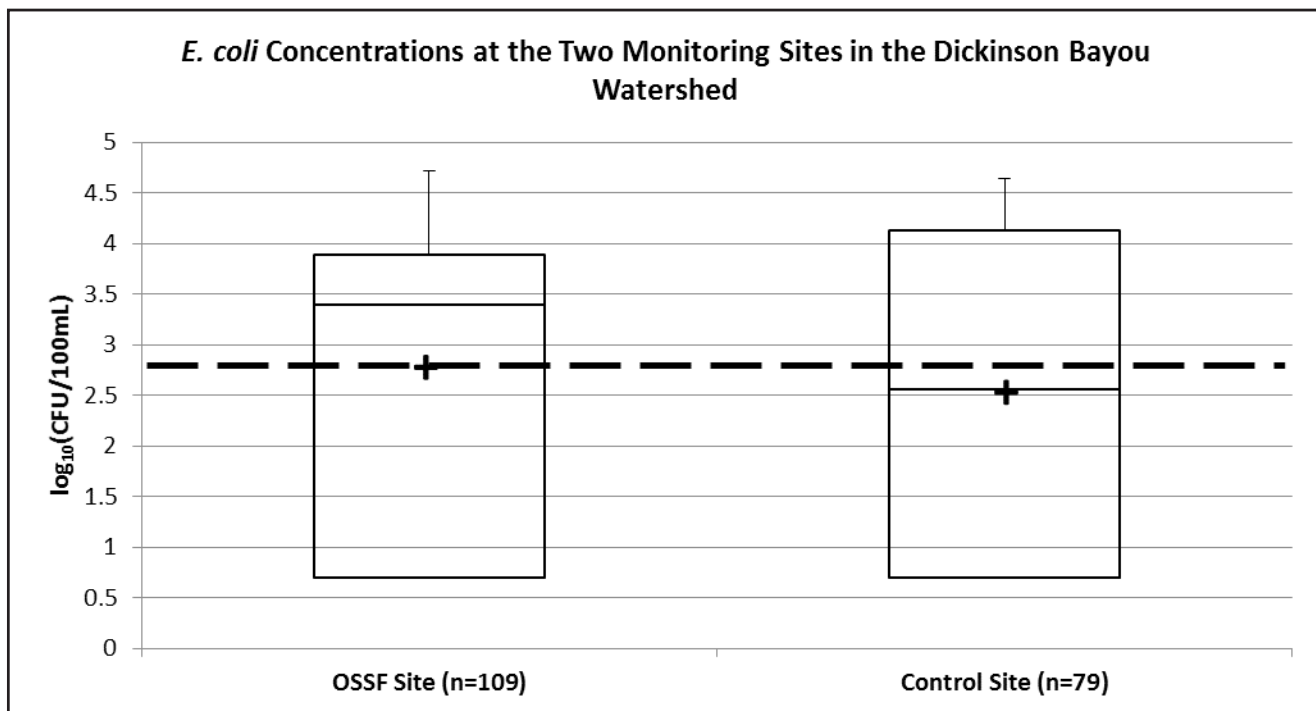 E. coli Concentrations at the Two Monitoring Sites in the Dickinson Bayou
Watershed
log₁₀(CFU/100mL)
5
4.5
4
3.5
3
2.5
2
1.5
1
0.5
0
OSSF Site (n=109)
Control Site (n=79)